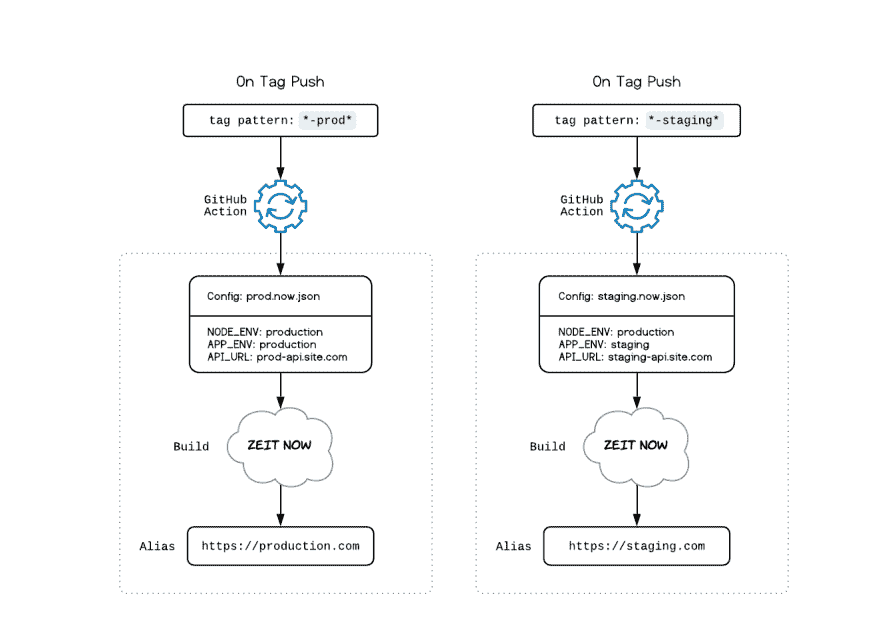 On Tag Push
tag pattern: *-prod*
GitHub
Action
Config: prod.now.json
NODE_ENV: production
APP_ENV: production
API_URL: prod-api.site.com
Build
ZEIT NOW
Alias
https://production.com
On Tag Push
tag pattern: *-staging*
GitHub
Action
Config: staging.now.json
NODE_ENV: production
APP_ENV: staging
API_URL: staging-api.site.com
Build
ZEIT NOW
Alias
https://staging.com